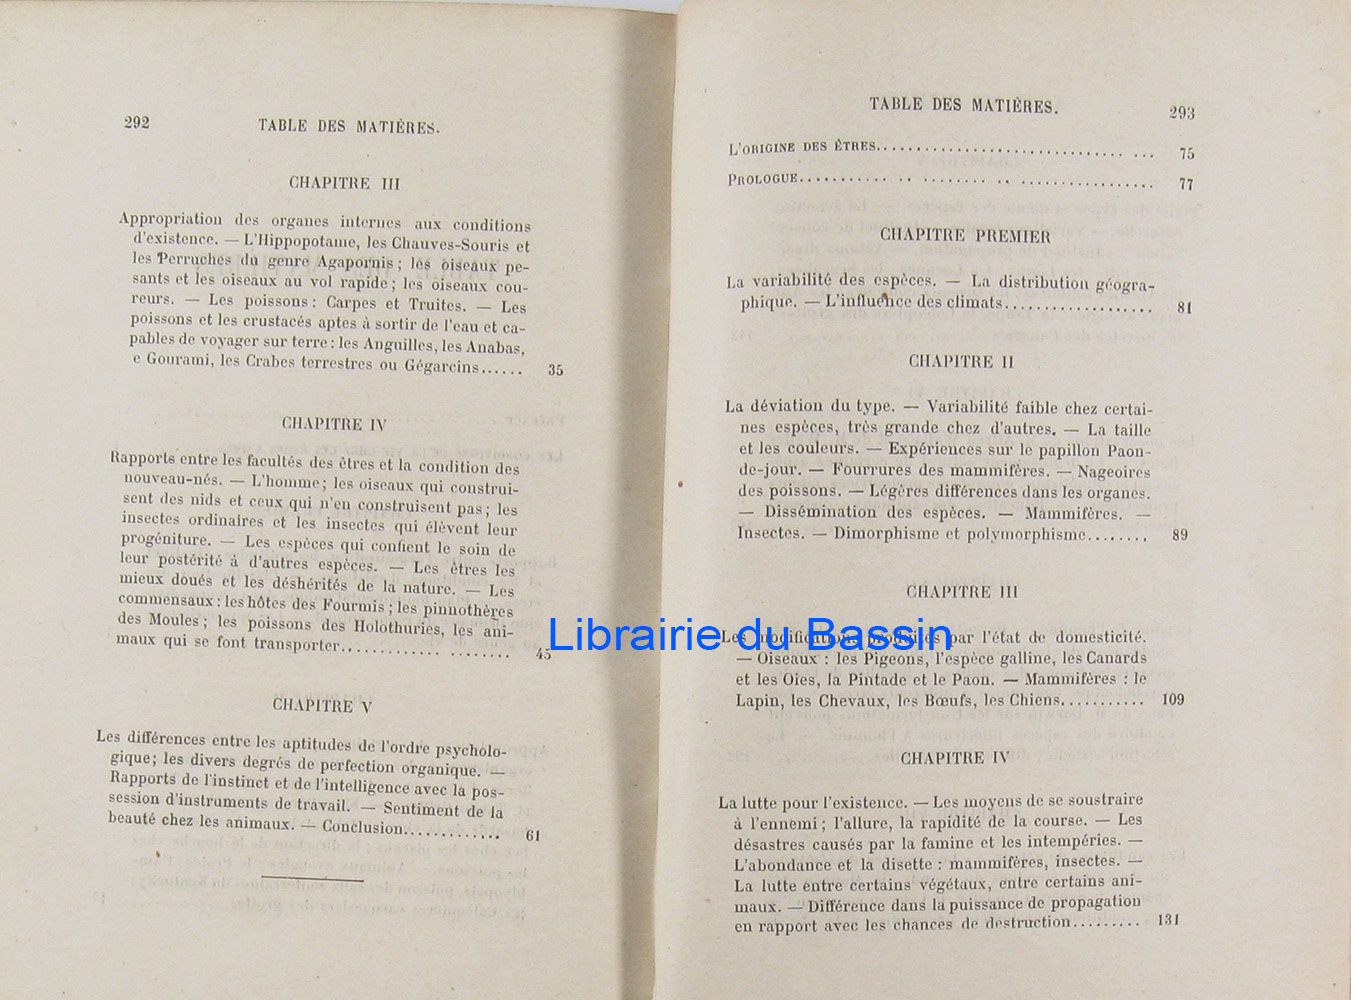 292
TABLE DES MATIÈRES.
CHAPITRE III
Appropriation des organes internes aux conditions
d'existence. — L'Hippopotame, les Chauves-Souris et
les Perruches du genre Agapornis ; les oiseaux pe-
sants et les oiseaux au vol rapide ; les oiseaux cou-
reurs. — Les poissons : Carpes et Truites. — Les
poissons et les crustacés aptes à sortir de l'eau et ca-
pables de voyager sur terre : les Anguilles, les Anabas,
e Gourami, les Crabes terrestres ou Gégarcins...... 35
CHAPITRE IV
Rapports entre les facultés des êtres et la condition des
nouveau-nés. — L'homme ; les oiseaux qui construi-
sent des nids et ceux qui n'en construisent pas ; les
insectes ordinaires et les insectes qui élèvent leur
progéniture. — Les espèces qui confient le soin de
leur postérité à d'autres espèces. — Les êtres les
mieux doués et les déshérités de la nature. — Les
commensaux : les hôtes des Fourmis ; les pinnothères
des Moules ; les poissons des Holothuries, les ani-
maux qui se font transporter............ ........ 45
CHAPITRE V
Les différences entre les aptitudes de l'ordre psycholo-
gique ; les divers degrés de perfection organique. —
Rapports de l'instinct et de l'intelligence avec la pos-
session d'instruments de travail. — Sentiment de la
beauté chez les animaux. — Conclusion............ 61
TABLE DES MATIÈRES.
293
L'ORIGINE DES ÊTRES............................... ... 75
PROLOGUE........... .. ........ .. ................ 77
CHAPITRE PREMIER
La variabilité des espèces. — La distribution géogra-
phique. — L'influence des climats.................. 81
CHAPITRE II
La déviation du type. — Variabilité faible chez certai-
nes espèces, très grande chez d'autres. — La taille
et les couleurs. — Expériences sur le papillon Paon-
de-jour. — Fourrures des mammifères. — Nageoires
des poissons. — Légères différences dans les organes.
— Dissémination des espèces. — Mammifères. —
Insectes. — Dimorphisme et polymorphisme........ 89
CHAPITRE III
Les modifications produites par l'état de domesticité.
— Oiseaux : les Pigeons, l'espèce galline, les Canards
et les Oies, la Pintade et le Paon. — Mammifères : le
Lapin, les Chevaux, les Bœufs, les Chiens........... 109
CHAPITRE IV
La lutte pour l'existence. — Les moyens de se soustraire
à l'ennemi ; l'allure, la rapidité de la course. — Les
désastres causés par la famine et les intempéries. —
L'abondance et la disette : mammifères, insectes. —
La lutte entre certains végétaux, entre certains ani-
maux. — Différence dans la puissance de propagation
en rapport avec les chances de destruction......... 131
Librairie du Bassin